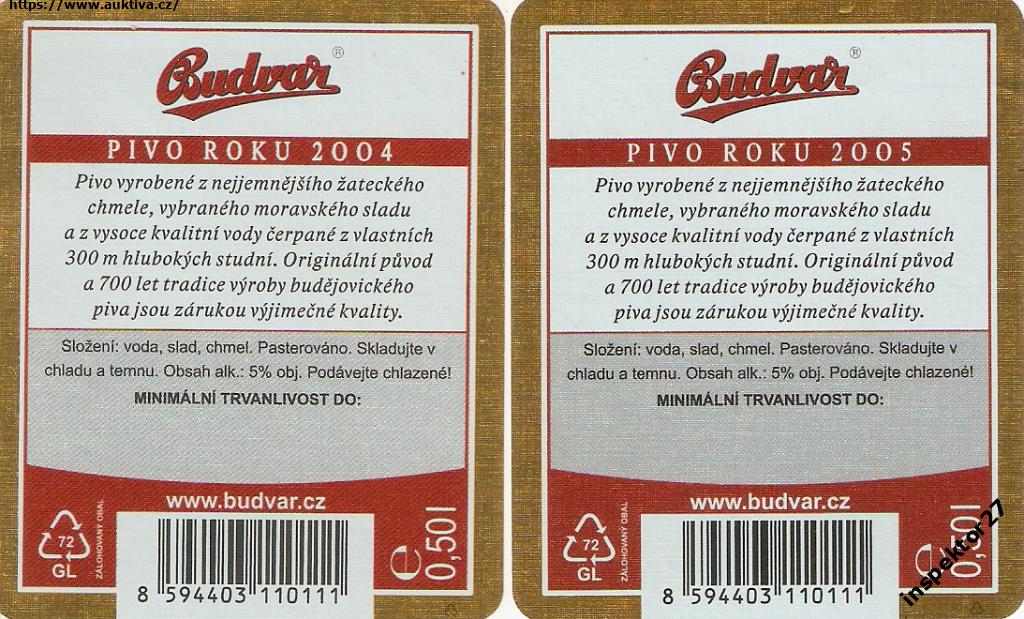 https://www.auktiva.cz/
Budvar ®
PIVO ROKU 2004
Pivo vyrobené z nejjemnějšího žateckého
chmele, vybraného moravského sladu
a z vysoce kvalitní vody čerpané z vlastních
300 m hlubokých studní. Originální původ
a 700 let tradice výroby budějovického
piva jsou zárukou výjimečné kvality.
Složení: voda, slad, chmel. Pasterováno. Skladujte v
chladu a temnu. Obsah alk.: 5% obj. Podávejte chlazené!
MINIMÁLNÍ TRVANLIVOST DO:
www.budvar.cz
72
GL
ZÁLOHOVANÝ OBAL
8 594403 110111
e 0,50l
Budvar ®
PIVO ROKU 2005
Pivo vyrobené z nejjemnějšího žateckého
chmele, vybraného moravského sladu
a z vysoce kvalitní vody čerpané z vlastních
300 m hlubokých studní. Originální původ
a 700 let tradice výroby budějovického
piva jsou zárukou výjimečné kvality.
Složení: voda, slad, chmel. Pasterováno. Skladujte v
chladu a temnu. Obsah alk.: 5% obj. Podávejte chlazené!
MINIMÁLNÍ TRVANLIVOST DO:
www.budvar.cz
72
GL
ZÁLOHOVANÝ OBAL
8 594403 110111
e 0,50l
inspektor27